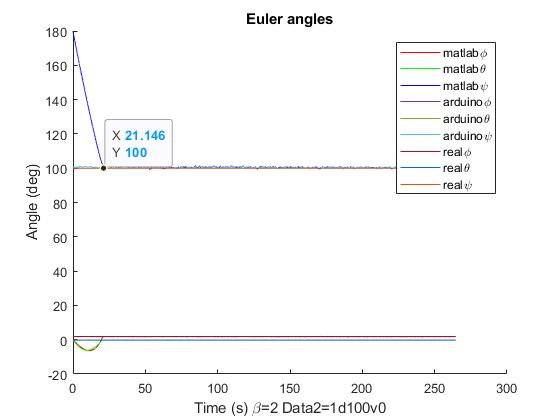 Euler angles
180
160
140
120
100
80
60
40
20
0
-20
Angle (deg)
X 21.146
Y 100
matlab ϕ
matlab θ
matlab ψ
arduino ϕ
arduino θ
arduino ψ
real ϕ
real θ
real ψ
0 50 100 150 200 250 300
Time (s) β=2 Data2=1d100v0